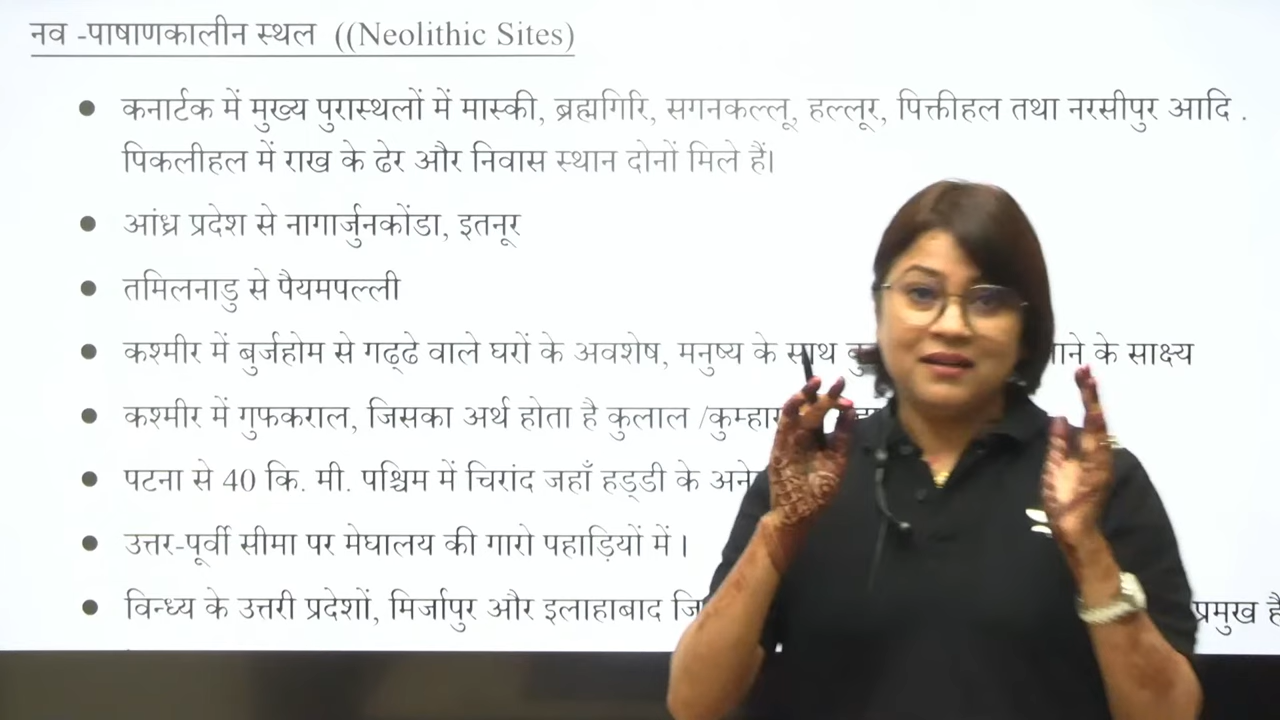 नव -पाषाणकालीन स्थल ((Neolithic Sites)
● कनार्टक में मुख्य पुरास्थलों में मास्की, ब्रह्मगिरि, सगनकल्लू, हल्लूर, पिक्तीहल तथा नरसीपुर आदि .
पिकलीहल में राख के ढेर और निवास स्थान दोनों मिले हैं।
● आंध्र प्रदेश से नागार्जुनकोंडा, इतनूर
● तमिलनाडु से पैयमपल्ली
● कश्मीर में बुर्जहोम से गढ्ढे वाले घरों के अवशेष, मनुष्य के साथ के साक्ष्य
● कश्मीर में गुफकराल, जिसका अर्थ होता है कुलाल /कुम्हार
● पटना से 40 कि. मी. पश्चिम में चिरांद जहाँ हड्डी के
● उत्तर-पूर्वी सीमा पर मेघालय की गारो पहाड़ियों में ।
● विन्ध्य के उत्तरी प्रदेशों, मिर्जापुर और इलाहाबाद प्रमुख